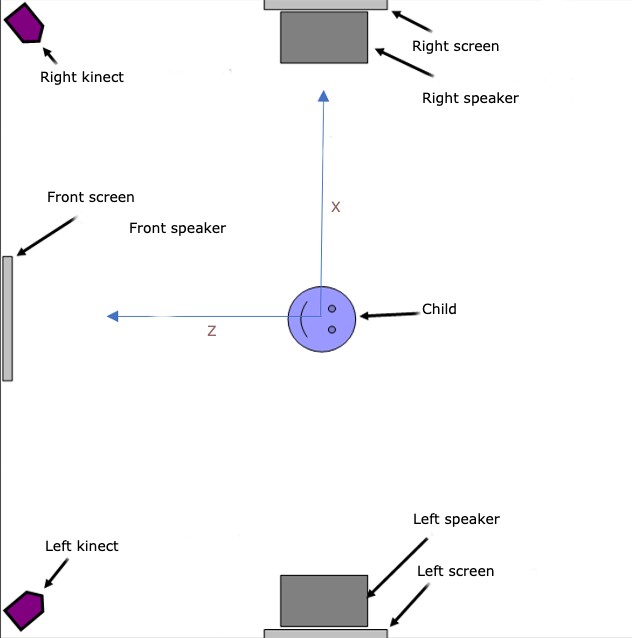 Right screen
Right kinect
Right speaker
Front screen
X
Front speaker
Child
Z
Left speaker
Left kinect
Left screen